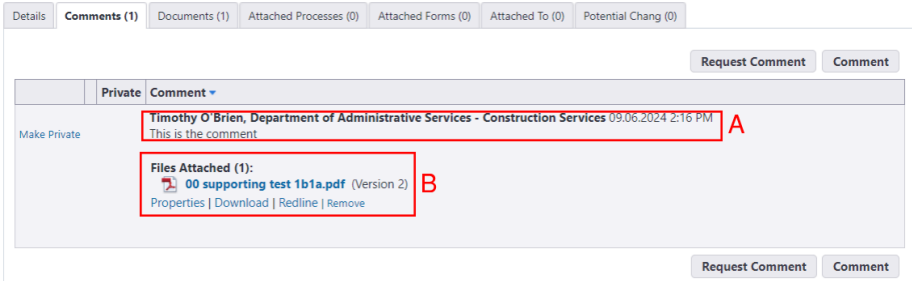 Details Comments (1) Documents (1) Attached Processes (0) Attached Forms (0) Attached To (0) Potential Chang (0)
Request Comment Comment
Private Comment
Timothy O'Brien, Department of Administrative Services - Construction Services 09.06.2024 2:16 PM A
Make Private This is the comment
Files Attached (1):
00 supporting test 1b1a.pdf (Version 2) B
Properties | Download | Redline | Remove
Request Comment Comment